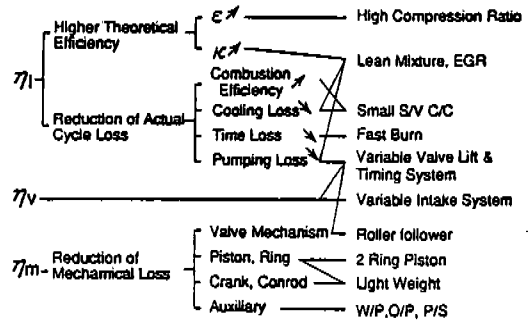 Higher Theoretical
Efficiency
ε
High Compression Ratio
κ
Lean Mixture, EGR
ηi
Combustion
Efficiency
Reduction of Actual
Cycle Loss
Cooling Loss
Small S/V C/C
Time Loss
Fast Burn
Pumping Loss
Variable Valve Lift &
Timing System
ηv
Variable Intake System
Valve Mechanism
Roller follower
ηm
Reduction of
Mechamical Loss
Piston, Ring
2 Ring Piston
Crank, Conrod
Light Weight
Auxiliary
W/P,O/P, P/S